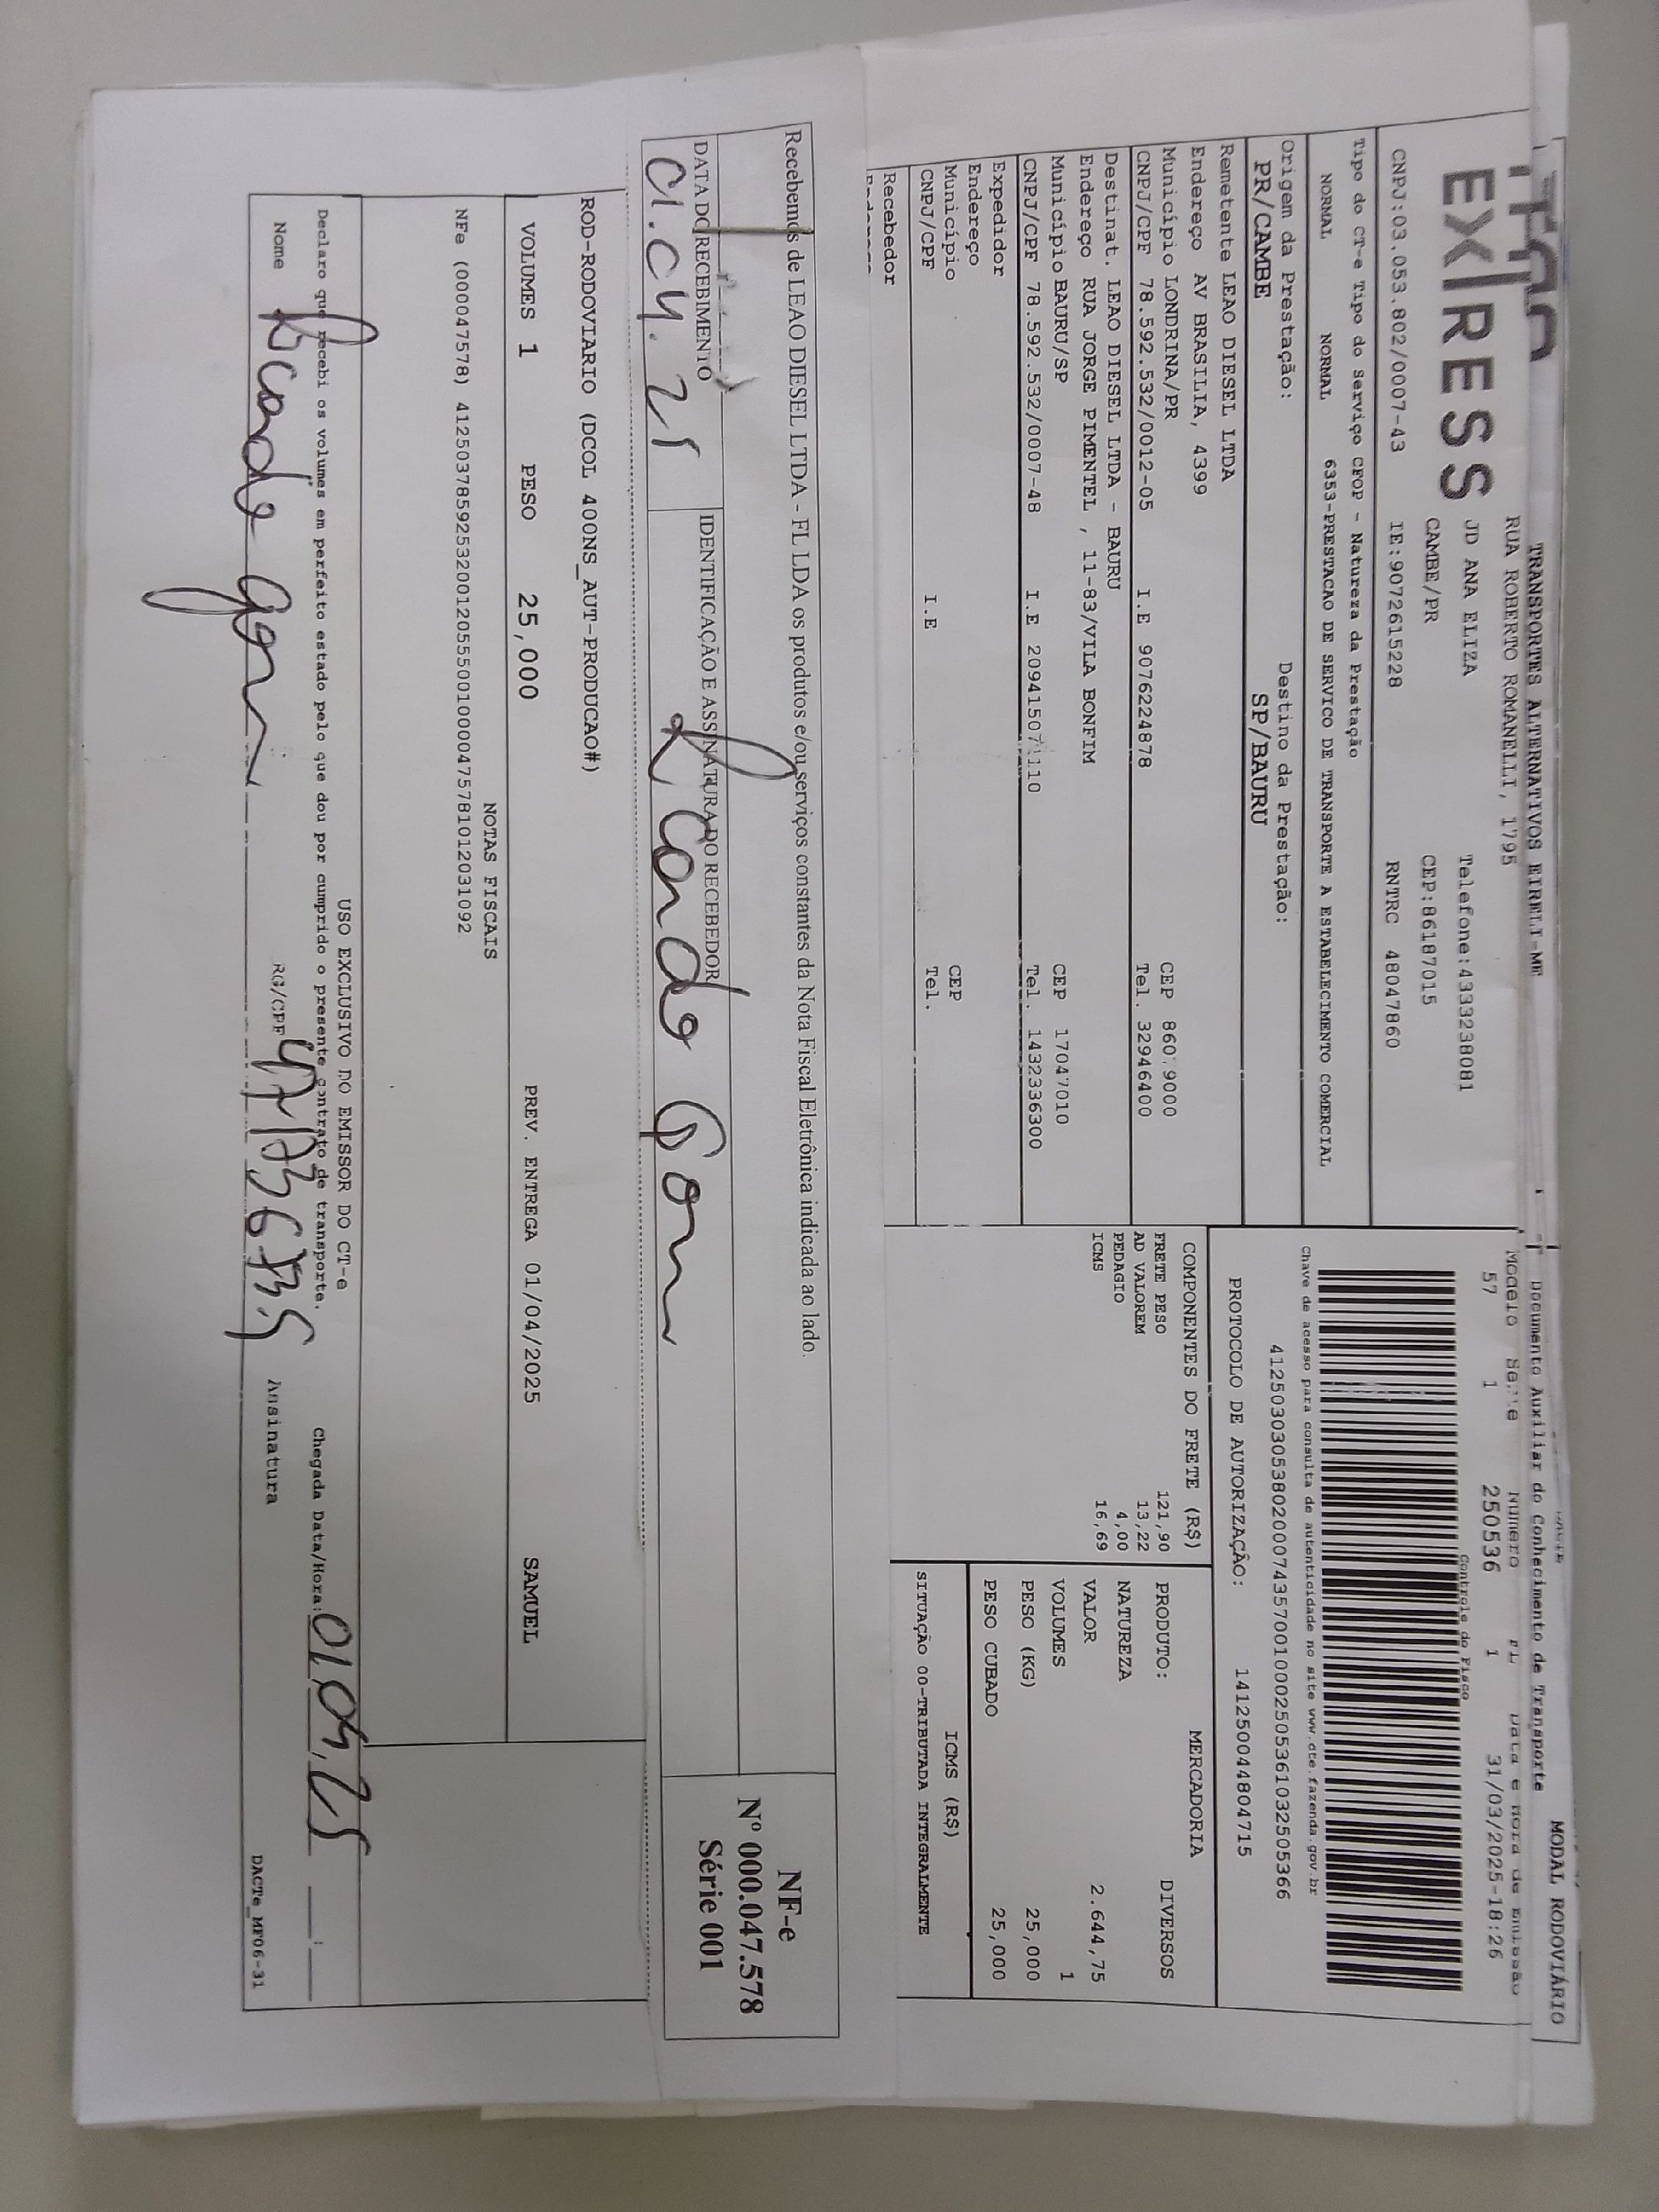 TRANSPORTES ALTERNATIVOS EIRELI-ME
RUA ROBERTO ROMANELLI, 1795
EXPRESS JD ANA ELIZA Telefone:4333238081
CAMBE/PR CEP:86187015
CNPJ:03.053.802/0007-43 IE:9072615228 RNTRC 48047860
Tipo do CT-e Tipo do Serviço CFOP - Natureza da Prestação
NORMAL NORMAL 6353-PRESTACAO DE SERVICO DE TRANSPORTE A ESTABELECIMENTO COMERCIAL
Origem da Prestação: Destino da Prestação:
PR/CAMBE SP/BAURU
Remetente LEAO DIESEL LTDA
Endereço AV BRASILIA, 4399
Município LONDRINA/PR CEP
CNPJ/CPF 78.592.532/0012-05 I.E 9076224878 Tel. 32946400
Destinat. LEAO DIESEL LTDA - BAURU
Endereço RUA JORGE PIMENTEL , 11-83/VILA BONFIM
Município BAURU/SP CEP 17047010
CNPJ/CPF 78.592.532/0007-48 I.E Tel. 1432336300
Expedidor
Endereço
Município CEP
CNPJ/CPF I.E Tel.
Recebedor
MODAL RODOVIÁRIO
Documento Auxiliar do Conhecimento de Transporte
Modelo Série Número FL Data e Hora de Emissão
57 1 250536 1 31/03/2025-18:26
Controle do Fisco
Chave de acesso para consulta de autenticidade no site www.cte.fazenda.gov.br
41250303053802000743570010002505361032505366
PROTOCOLO DE AUTORIZAÇÃO: 141250044804715
COMPONENTES DO FRETE (R$)
FRETE PESO 121,90
AD VALOREM 13,22
PEDAGIO 4,00
ICMS 16,69
MERCADORIA
PRODUTO: DIVERSOS
NATUREZA
VALOR 2.644,75
VOLUMES 1
PESO (KG) 25,000
PESO CUBADO 25,000
ICMS (R$)
SITUAÇÃO 00-TRIBUTADA INTEGRALMENTE
Recebemos de LEAO DIESEL LTDA - FL LDA os produtos e/ou serviços constantes da Nota Fiscal Eletrônica indicada ao lado.
DATA DO RECEBIMENTO IDENTIFICAÇÃO E ASSINATURA DO RECEBEDOR
01.04.25
NF-e
Nº 000.047.578
Série 001
ROD-RODOVIARIO (DCOL 400NS_AUT-PRODUCAO#)
VOLUMES 1 PESO 25,000 PREV. ENTREGA 01/04/2025 SAMUEL
NOTAS FISCAIS
NFe (000047578) 41250378592532001205550010000475781012031092
USO EXCLUSIVO DO EMISSOR DO CT-e
Declaro que recebi os volumes em perfeito estado pelo que dou por cumprido o presente contrato de transporte.
Chegada Data/Hora: 01,04,25
Nome RG/CPF Assinatura
DACTe_MF06-31